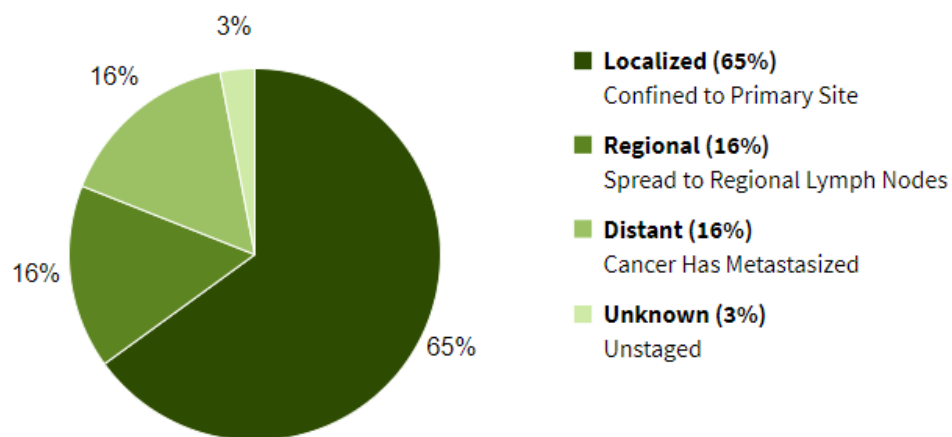 3%
16%
16%
65%
Localized (65%)
Confined to Primary Site
Regional (16%)
Spread to Regional Lymph Nodes
Distant (16%)
Cancer Has Metastasized
Unknown (3%)
Unstaged